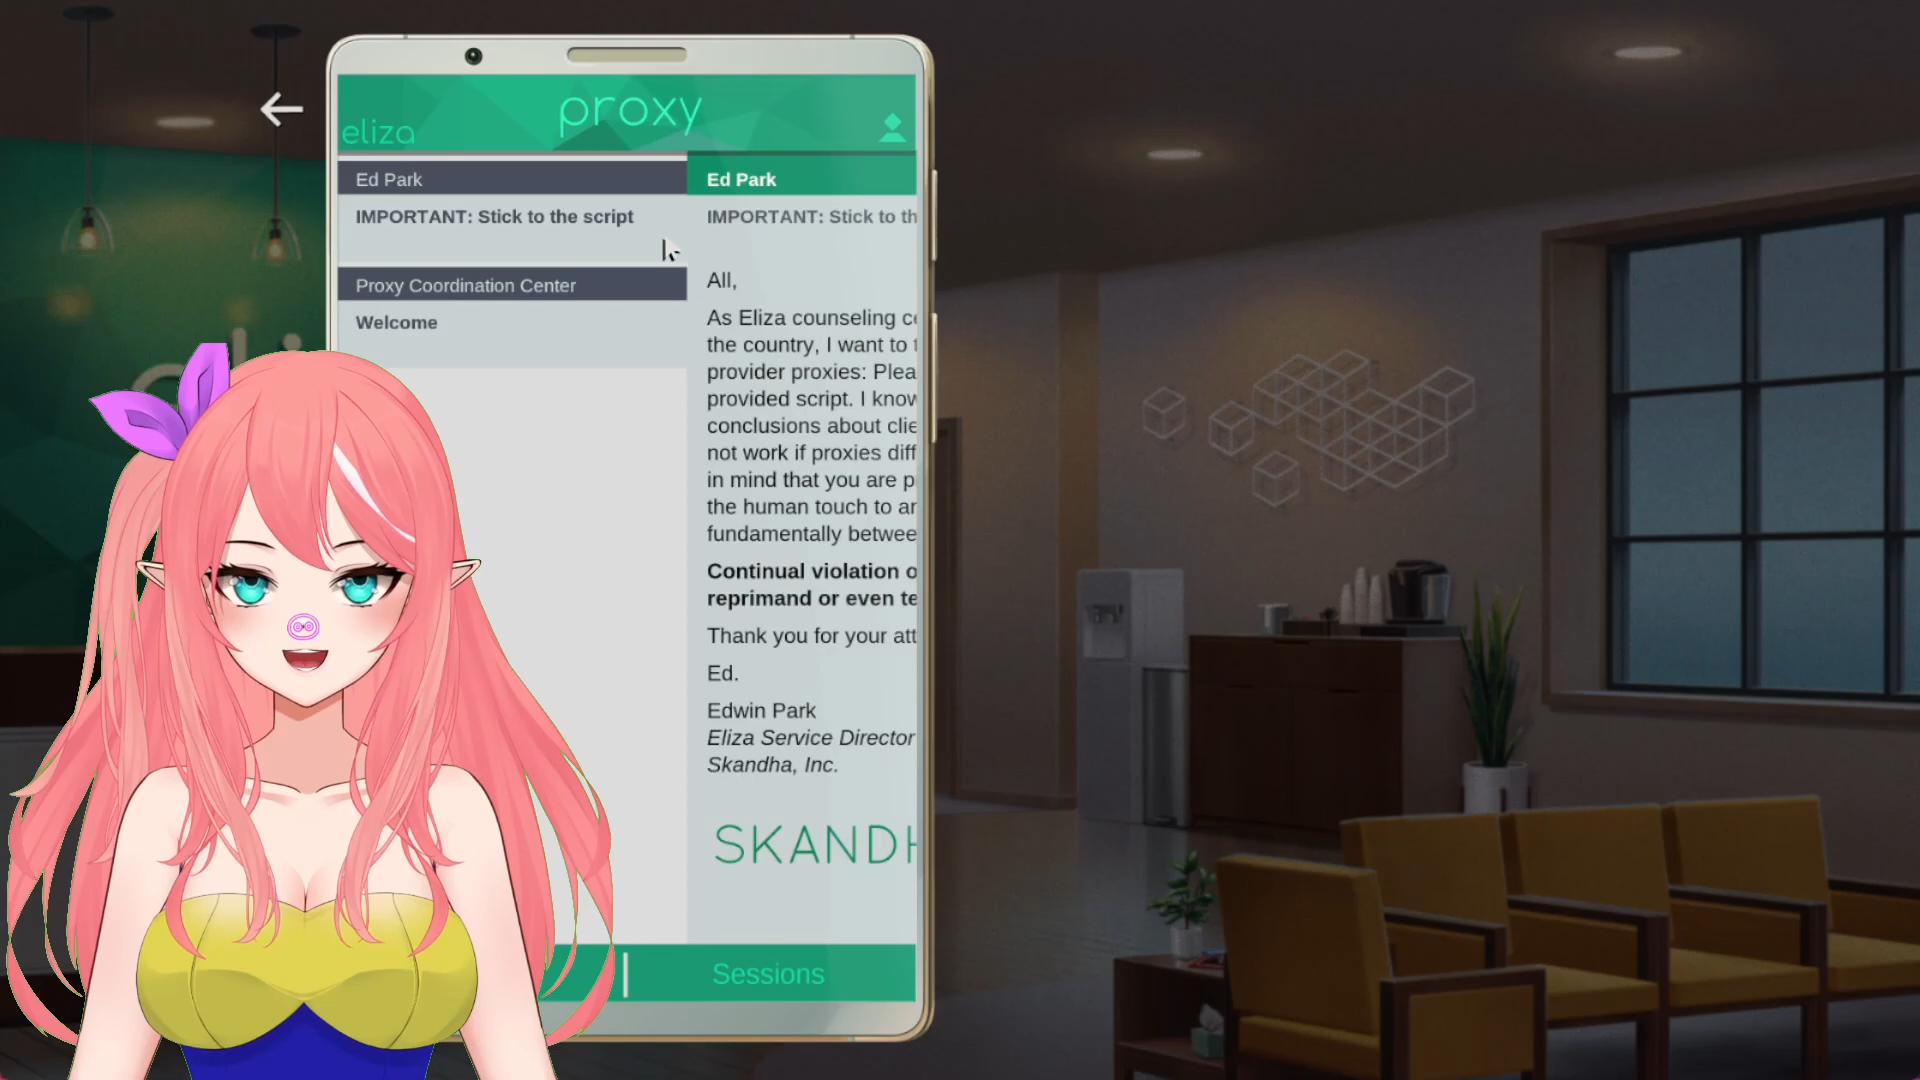 proxy
eliza
Ed Park
IMPORTANT: Stick to the script
Proxy Coordination Center
Welcome
Ed Park
IMPORTANT: Stick to th
All,
As Eliza counseling ce
the country, I want to t
provider proxies: Plea
provided script. I know
conclusions about clie
not work if proxies diff
in mind that you are p
the human touch to an
fundamentally betwee
Continual violation o
reprimand or even te
Thank you for your att
Ed.
Edwin Park
Eliza Service Director
Skandha, Inc.
SKANDH
Sessions